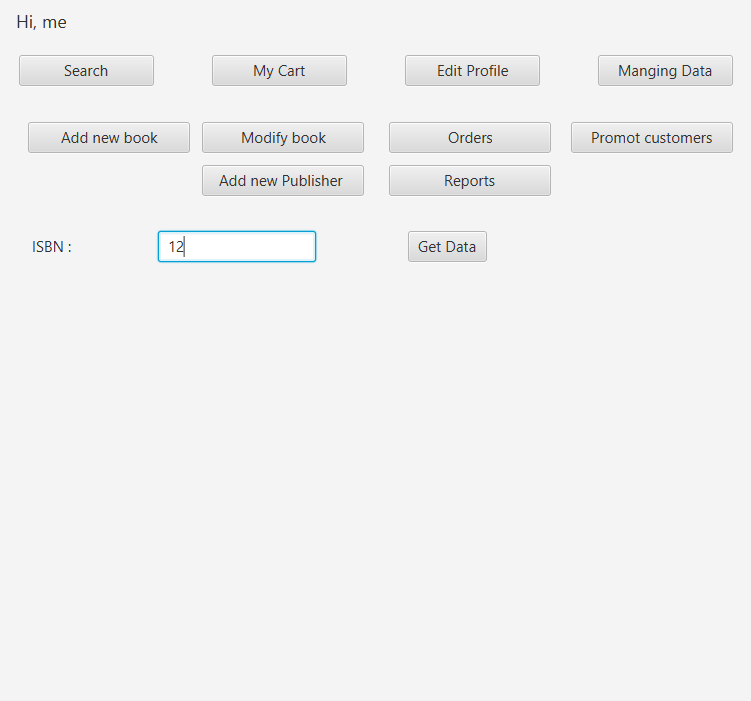 Hi, me
Search My Cart Edit Profile Manging Data
Add new book Modify book Orders Promot customers
Add new Publisher Reports
ISBN : 12 Get Data